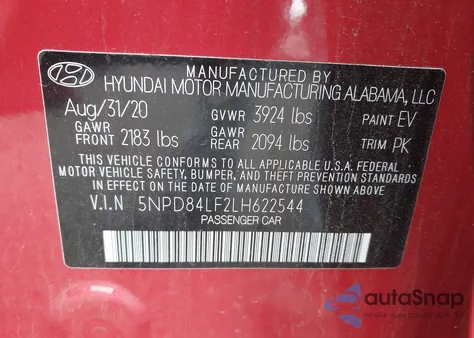 MANUFACTURED BY
HYUNDAI MOTOR MANUFACTURING ALABAMA, LLC
Aug/31/20 GVWR 3924 lbs PAINT EV
GAWR FRONT 2183 lbs GAWR REAR 2094 lbs TRIM PK
THIS VEHICLE CONFORMS TO ALL APPLICABLE U.S.A. FEDERAL
MOTOR VEHICLE SAFETY, BUMPER, AND THEFT PREVENTION STANDARDS
IN EFFECT ON THE DATE OF MANUFACTURE SHOWN ABOVE.
V.I.N 5NPD84LF2LH622544
PASSENGER CAR
autaSnap